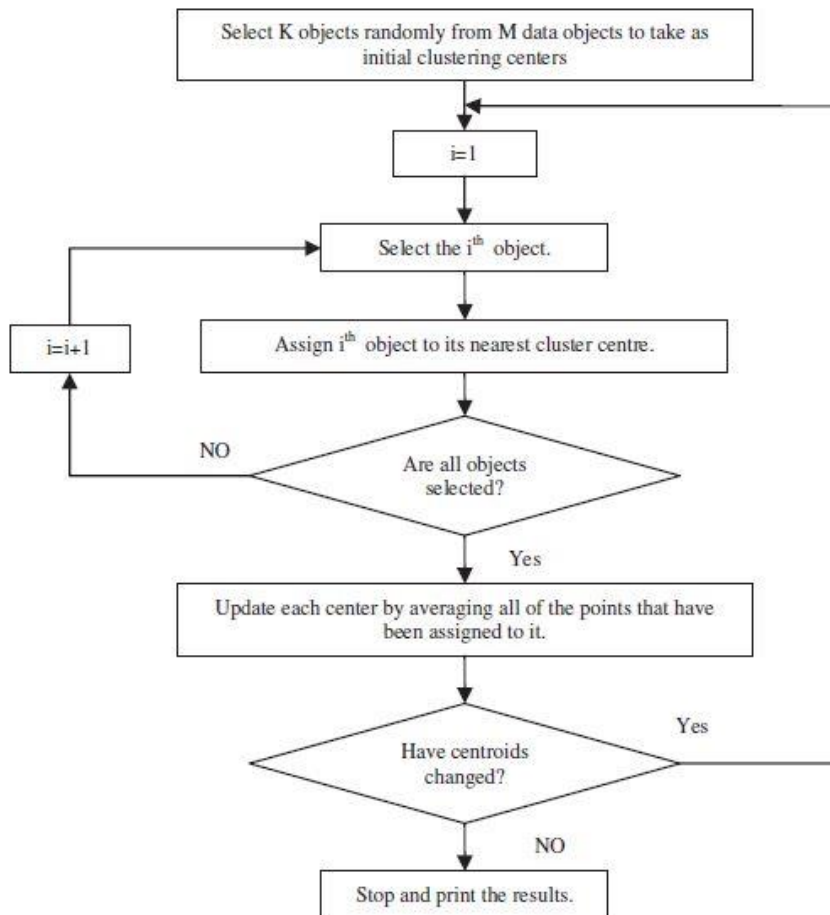 Select K objects randomly from M data objects to take as
initial clustering centers
i=1
Select the iᵗʰ object.
Assign iᵗʰ object to its nearest cluster centre.
i=i+1
NO
Are all objects
selected?
Yes
Update each center by averaging all of the points that have
been assigned to it.
Yes
Have centroids
changed?
NO
Stop and print the results.